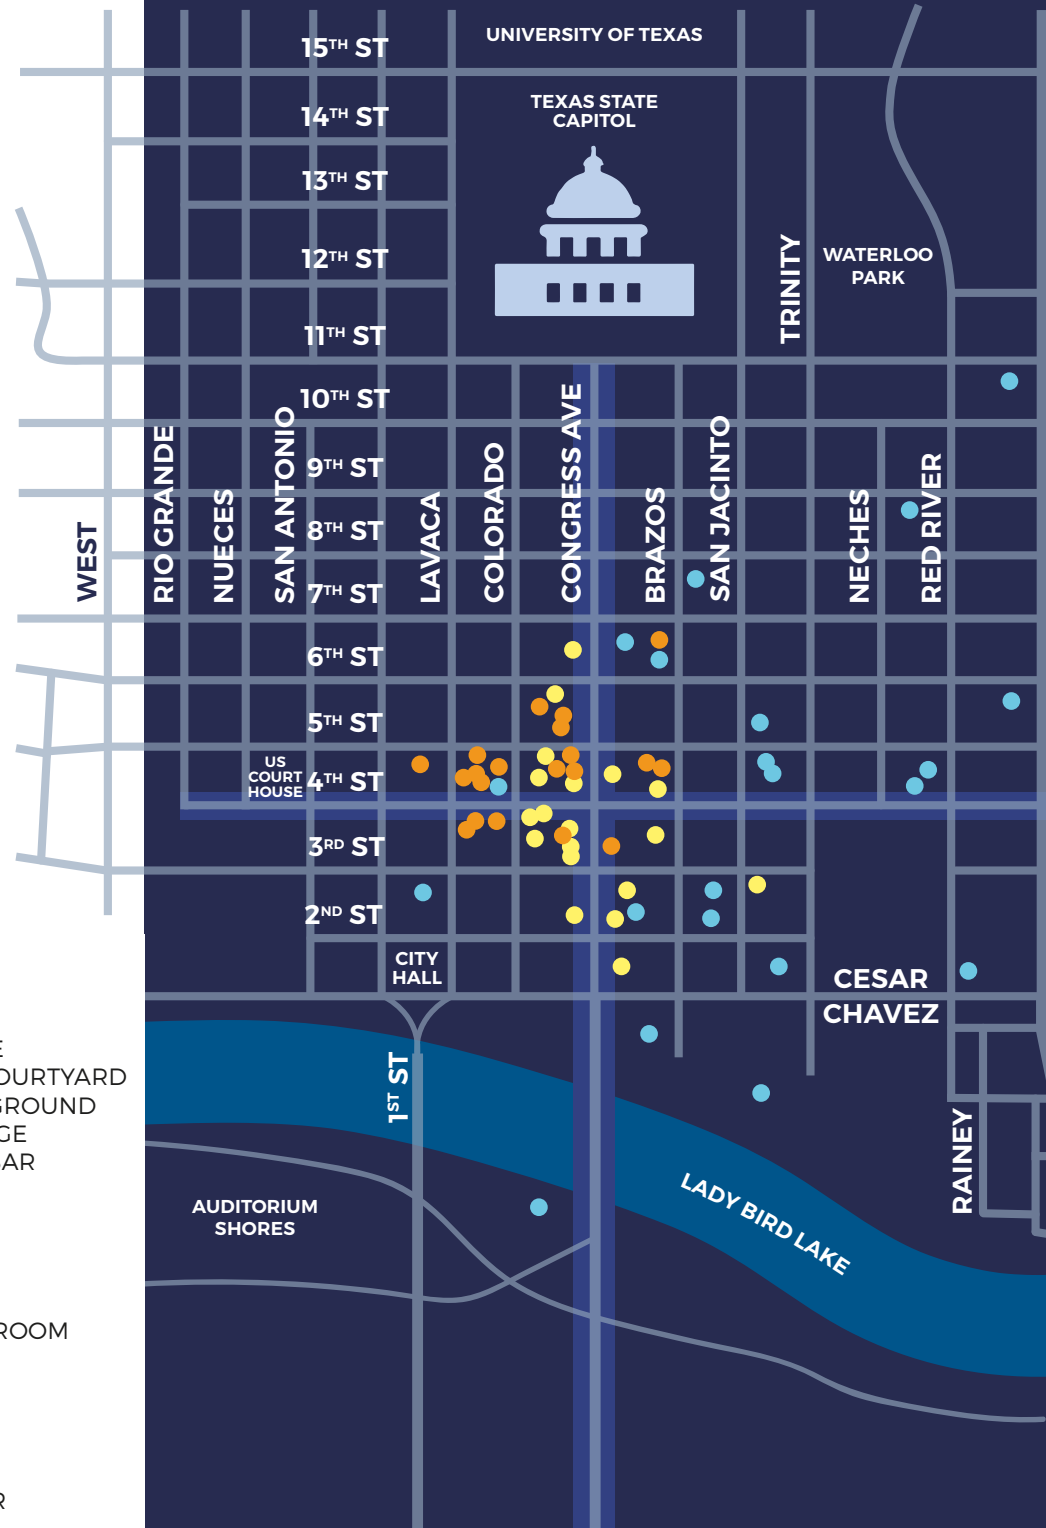 15TH ST
UNIVERSITY OF TEXAS
TEXAS STATE
CAPITOL
14TH ST
13TH ST
12TH ST
TRINITY
WATERLOO
PARK
11TH ST
10TH ST
9TH ST
8TH ST
7TH ST
WEST
RIO GRANDE
NUECES
SAN ANTONIO
LAVACA
COLORADO
CONGRESS AVE
BRAZOS
SAN JACINTO
NECHES
RED RIVER
6TH ST
5TH ST
US
COURT
HOUSE
4TH ST
3RD ST
2ND ST
CITY
HALL
CESAR
CHAVEZ
1ST ST
OURTYARD
GROUND
GE
AR
RAINEY
LADY BIRD LAKE
AUDITORIUM
SHORES
ROOM
R